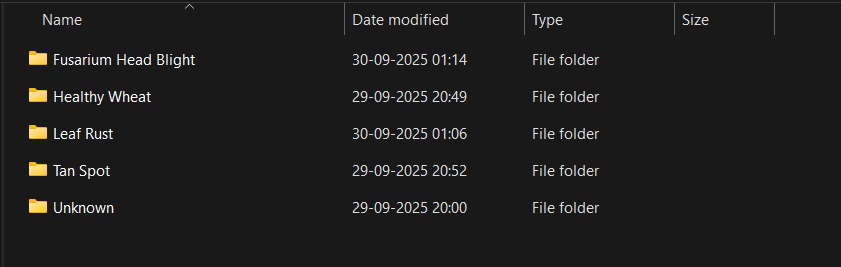 Name Date modified Type Size
Fusarium Head Blight 30-09-2025 01:14 File folder
Healthy Wheat 29-09-2025 20:49 File folder
Leaf Rust 30-09-2025 01:06 File folder
Tan Spot 29-09-2025 20:52 File folder
Unknown 29-09-2025 20:00 File folder